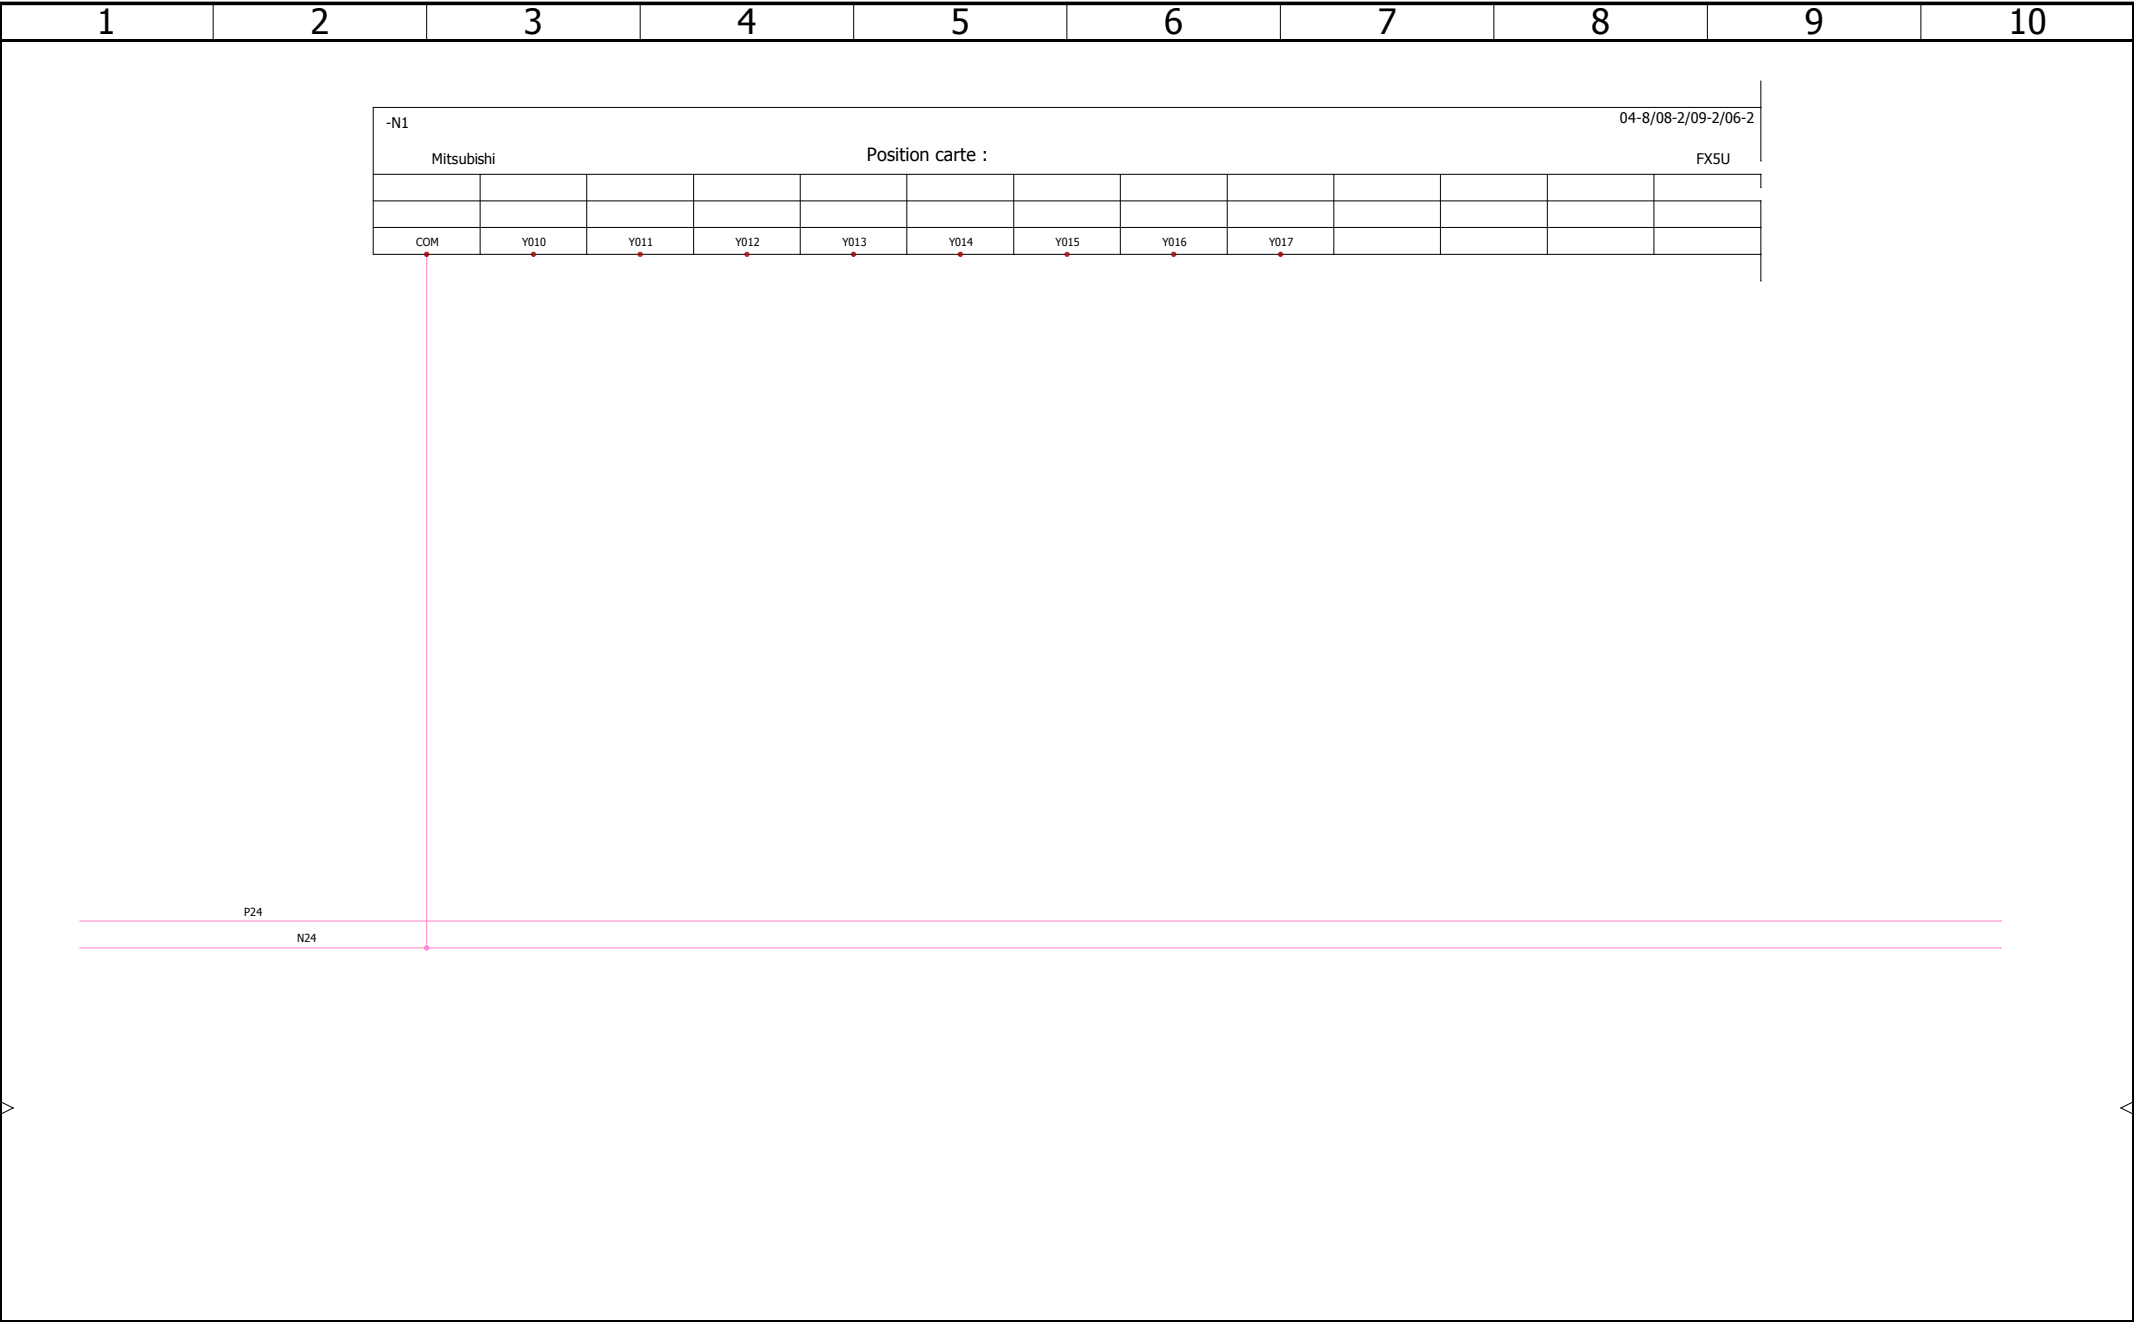 1 2 3 4 5 6 7 8 9 10
-N1 04-8/08-2/09-2/06-2
Mitsubishi Position carte : FX5U
COM Y010 Y011 Y012 Y013 Y014 Y015 Y016 Y017
P24
N24